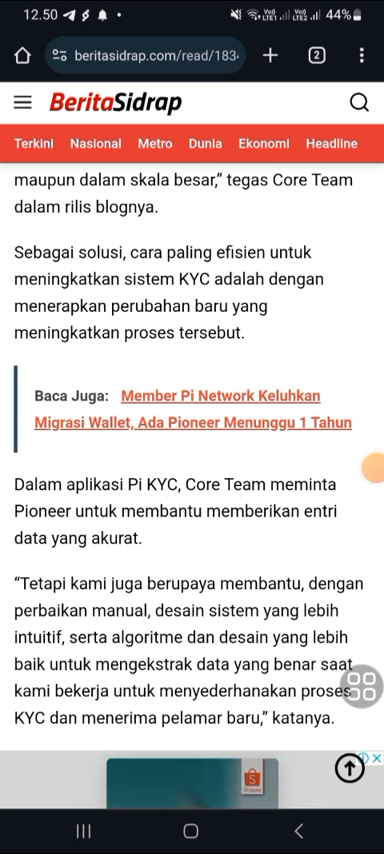 12.50
LTE1
LTE2
44%
beritasidrap.com/read/183
2
BeritaSidrap
Terkini Nasional Metro Dunia Ekonomi Headline
maupun dalam skala besar,” tegas Core Team
dalam rilis blognya.
Sebagai solusi, cara paling efisien untuk
meningkatkan sistem KYC adalah dengan
menerapkan perubahan baru yang
meningkatkan proses tersebut.
Baca Juga: Member Pi Network Keluhkan
Migrasi Wallet, Ada Pioneer Menunggu 1 Tahun
Dalam aplikasi Pi KYC, Core Team meminta
Pioneer untuk membantu memberikan entri
data yang akurat.
“Tetapi kami juga berupaya membantu, dengan
perbaikan manual, desain sistem yang lebih
intuitif, serta algoritme dan desain yang lebih
baik untuk mengekstrak data yang benar saat
kami bekerja untuk menyederhanakan proses
KYC dan menerima pelamar baru,” katanya.
Shopee